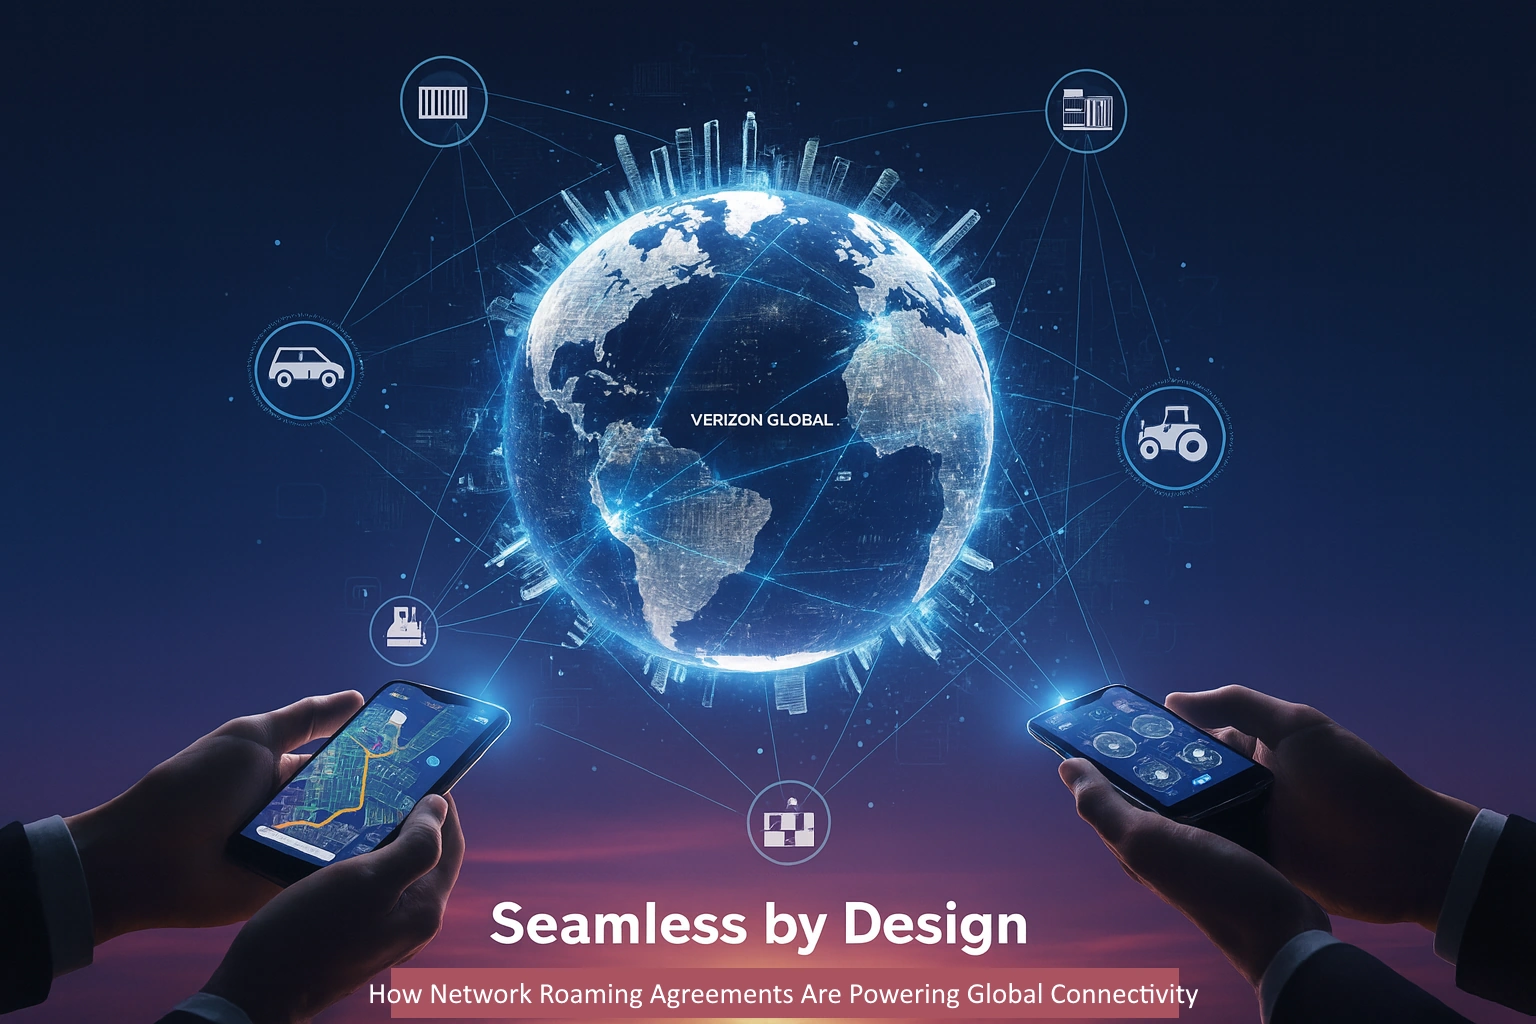 VERIZON GLOBAL.
Seamless by Design
How Network Roaming Agreements Are Powering Global Connectivity